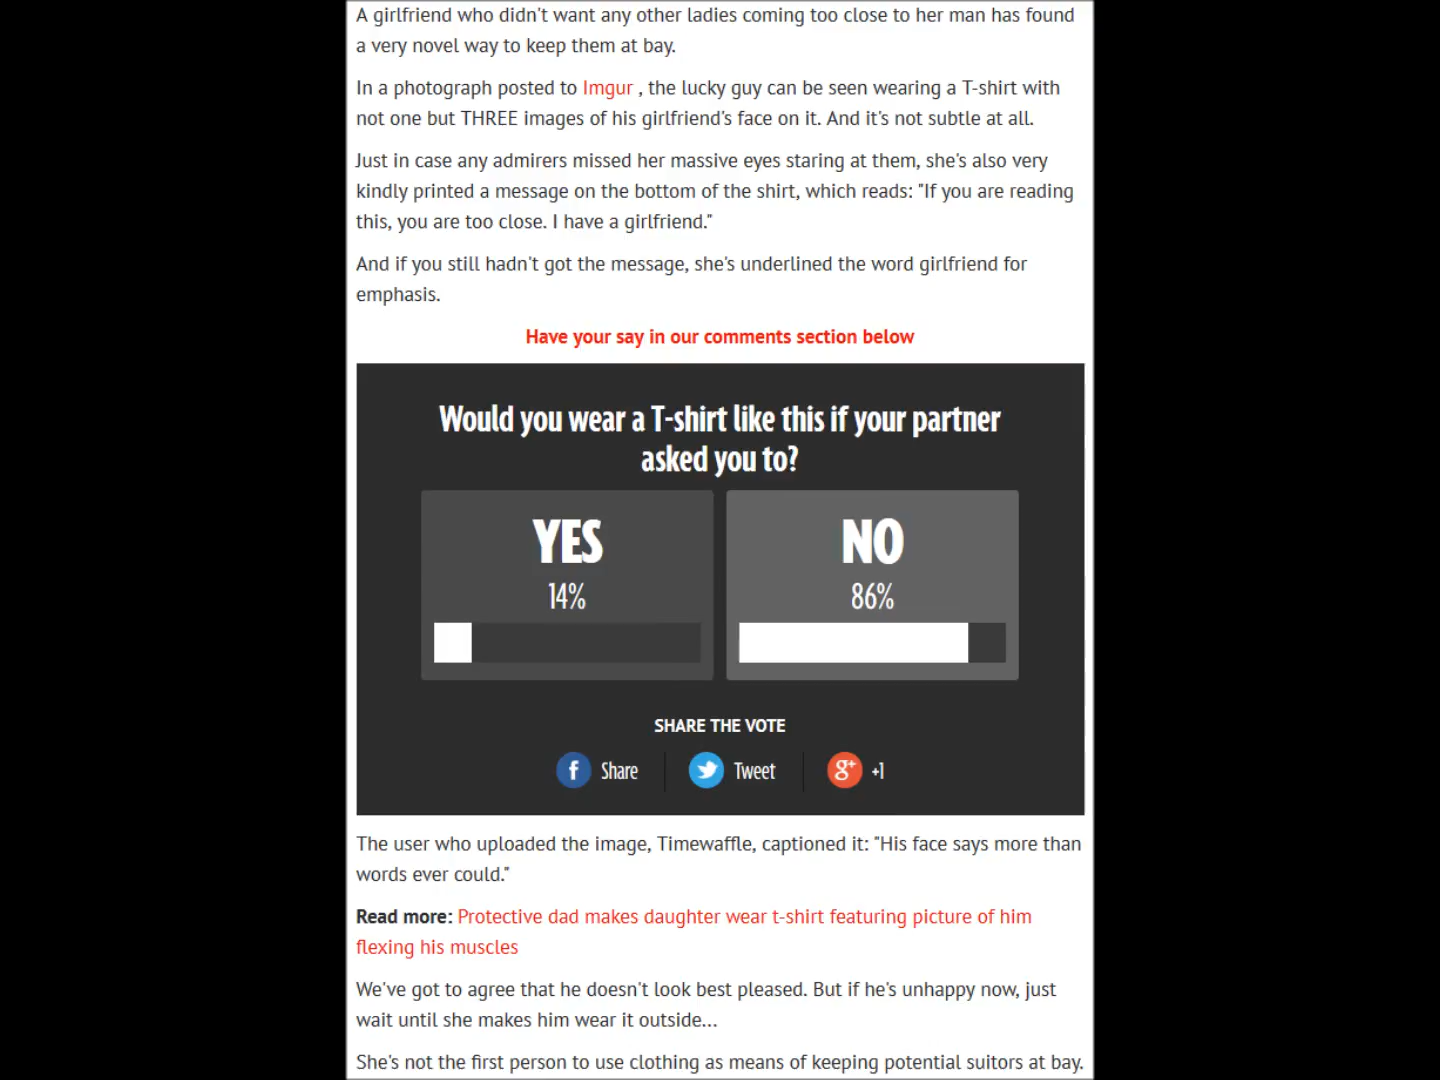 A girlfriend who didn't want any other ladies coming too close to her man has found
a very novel way to keep them at bay.
In a photograph posted to Imgur , the lucky guy can be seen wearing a T-shirt with
not one but THREE images of his girlfriend's face on it. And it's not subtle at all.
Just in case any admirers missed her massive eyes staring at them, she's also very
kindly printed a message on the bottom of the shirt, which reads: "If you are reading
this, you are too close. I have a girlfriend."
And if you still hadn't got the message, she's underlined the word girlfriend for
emphasis.
Have your say in our comments section below
Would you wear a T-shirt like this if your partner
asked you to?
YES
14%
NO
86%
SHARE THE VOTE
f Share
Tweet
g+ +1
The user who uploaded the image, Timewaffle, captioned it: "His face says more than
words ever could."
Read more: Protective dad makes daughter wear t-shirt featuring picture of him
flexing his muscles
We've got to agree that he doesn't look best pleased. But if he's unhappy now, just
wait until she makes him wear it outside...
She's not the first person to use clothing as means of keeping potential suitors at bay.